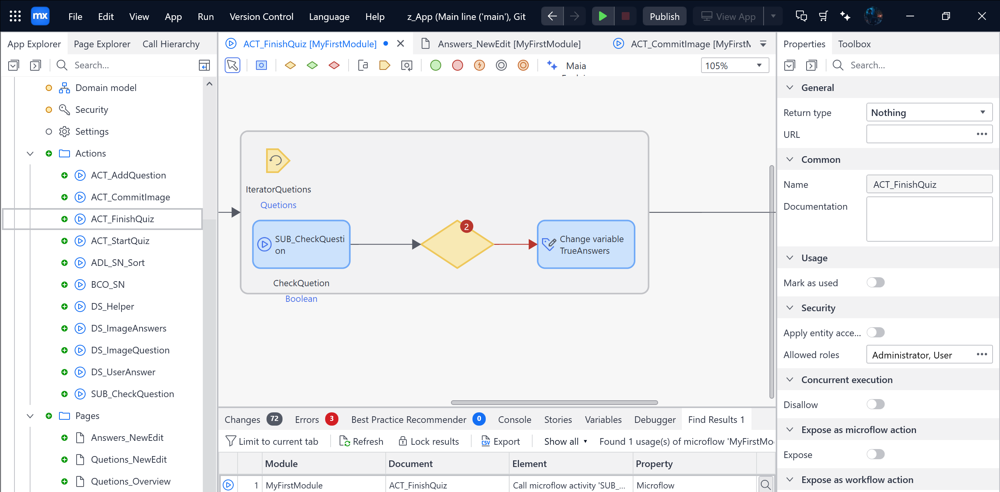 mx File Edit View App Run Version Control Language Help z_App (Main line ('main'), Git Publish View App
App Explorer Page Explorer Call Hierarchy
Search...
Domain model
Security
Settings
Actions
ACT_AddQuestion
ACT_CommitImage
ACT_FinishQuiz
ACT_StartQuiz
ADL_SN_Sort
BCO_SN
DS_Helper
DS_ImageAnswers
DS_ImageQuestion
DS_UserAnswer
SUB_CheckQuestion
Pages
Answers_NewEdit
Quetions_NewEdit
Quetions_Overview
ACT_FinishQuiz [MyFirstModule] Answers_NewEdit [MyFirstModule] ACT_CommitImage [MyFirstM
Maia
105%
IteratorQuetions
Quetions
SUB_CheckQuesti
on
CheckQuetion
Boolean
2
Change variable
TrueAnswers
Changes 72 Errors 3 Best Practice Recommender 0 Console Stories Variables Debugger Find Results 1
Limit to current tab Refresh Lock results CSV Export Show all Found 1 usage(s) of microflow 'MyFirstMo
Module Document Element Property
1 MyFirstModule ACT_FinishQuiz Call microflow activity 'SUB_... Microflow
Properties Toolbox
Search...
General
Return type Nothing
URL
Common
Name ACT_FinishQuiz
Documentation
Usage
Mark as used
Security
Apply entity acce...
Allowed roles Administrator, User
Concurrent execution
Disallow
Expose as microflow action
Expose
Expose as workflow action